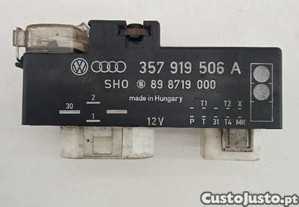 357 919 506 A
SHO 89 8719 000
made in Hungary
2
30
1
12V
T1 T2 X
P T 31 T4 MK
CustoJusto.pt